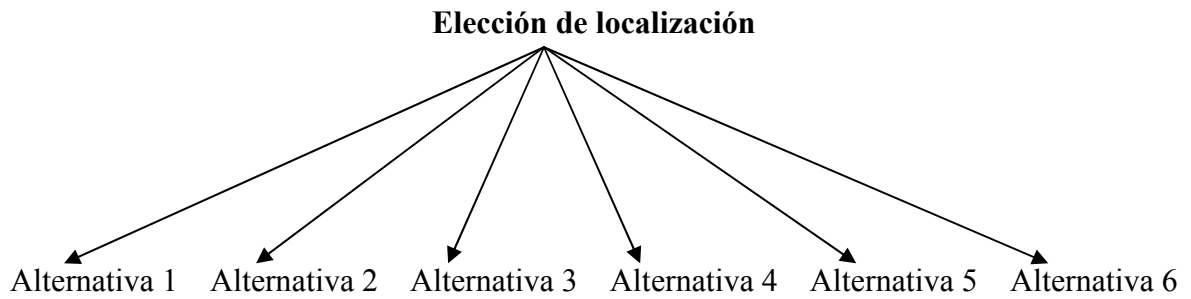 Elección de localización
Alternativa 1 Alternativa 2 Alternativa 3 Alternativa 4 Alternativa 5 Alternativa 6